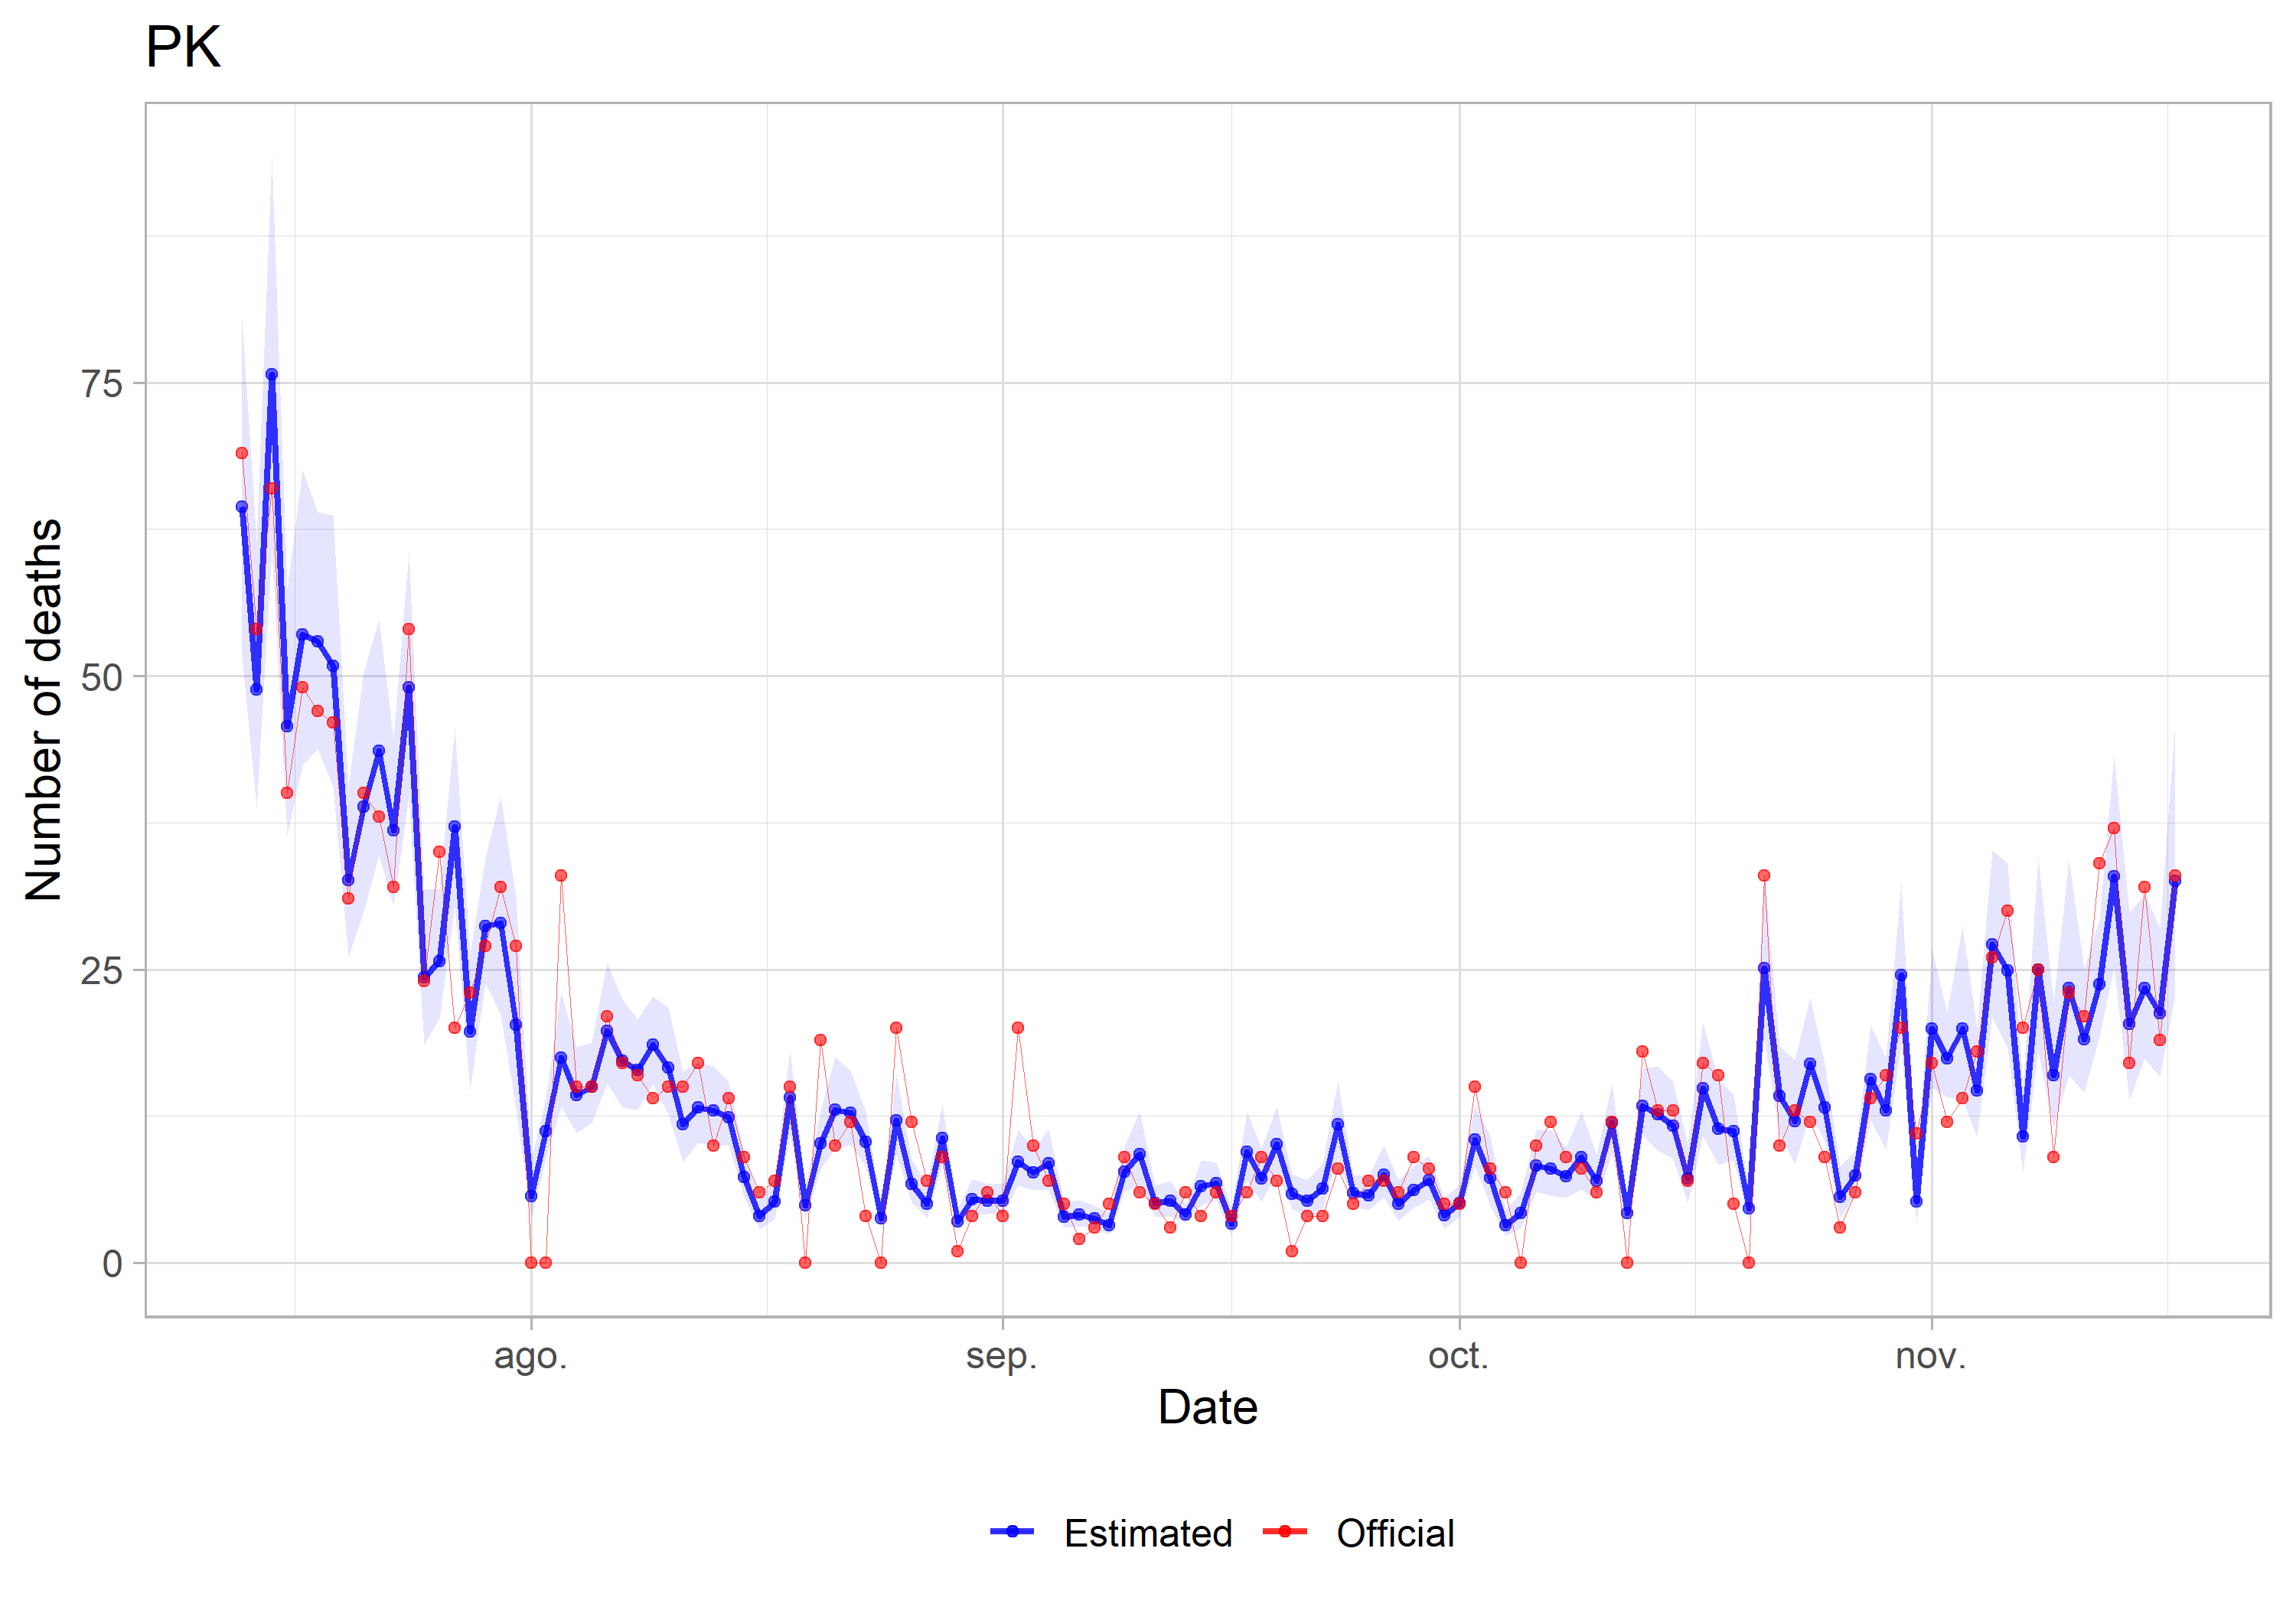 PK
Number of deaths
75
50
25
0
ago. sep. oct. nov.
Date
Estimated Official